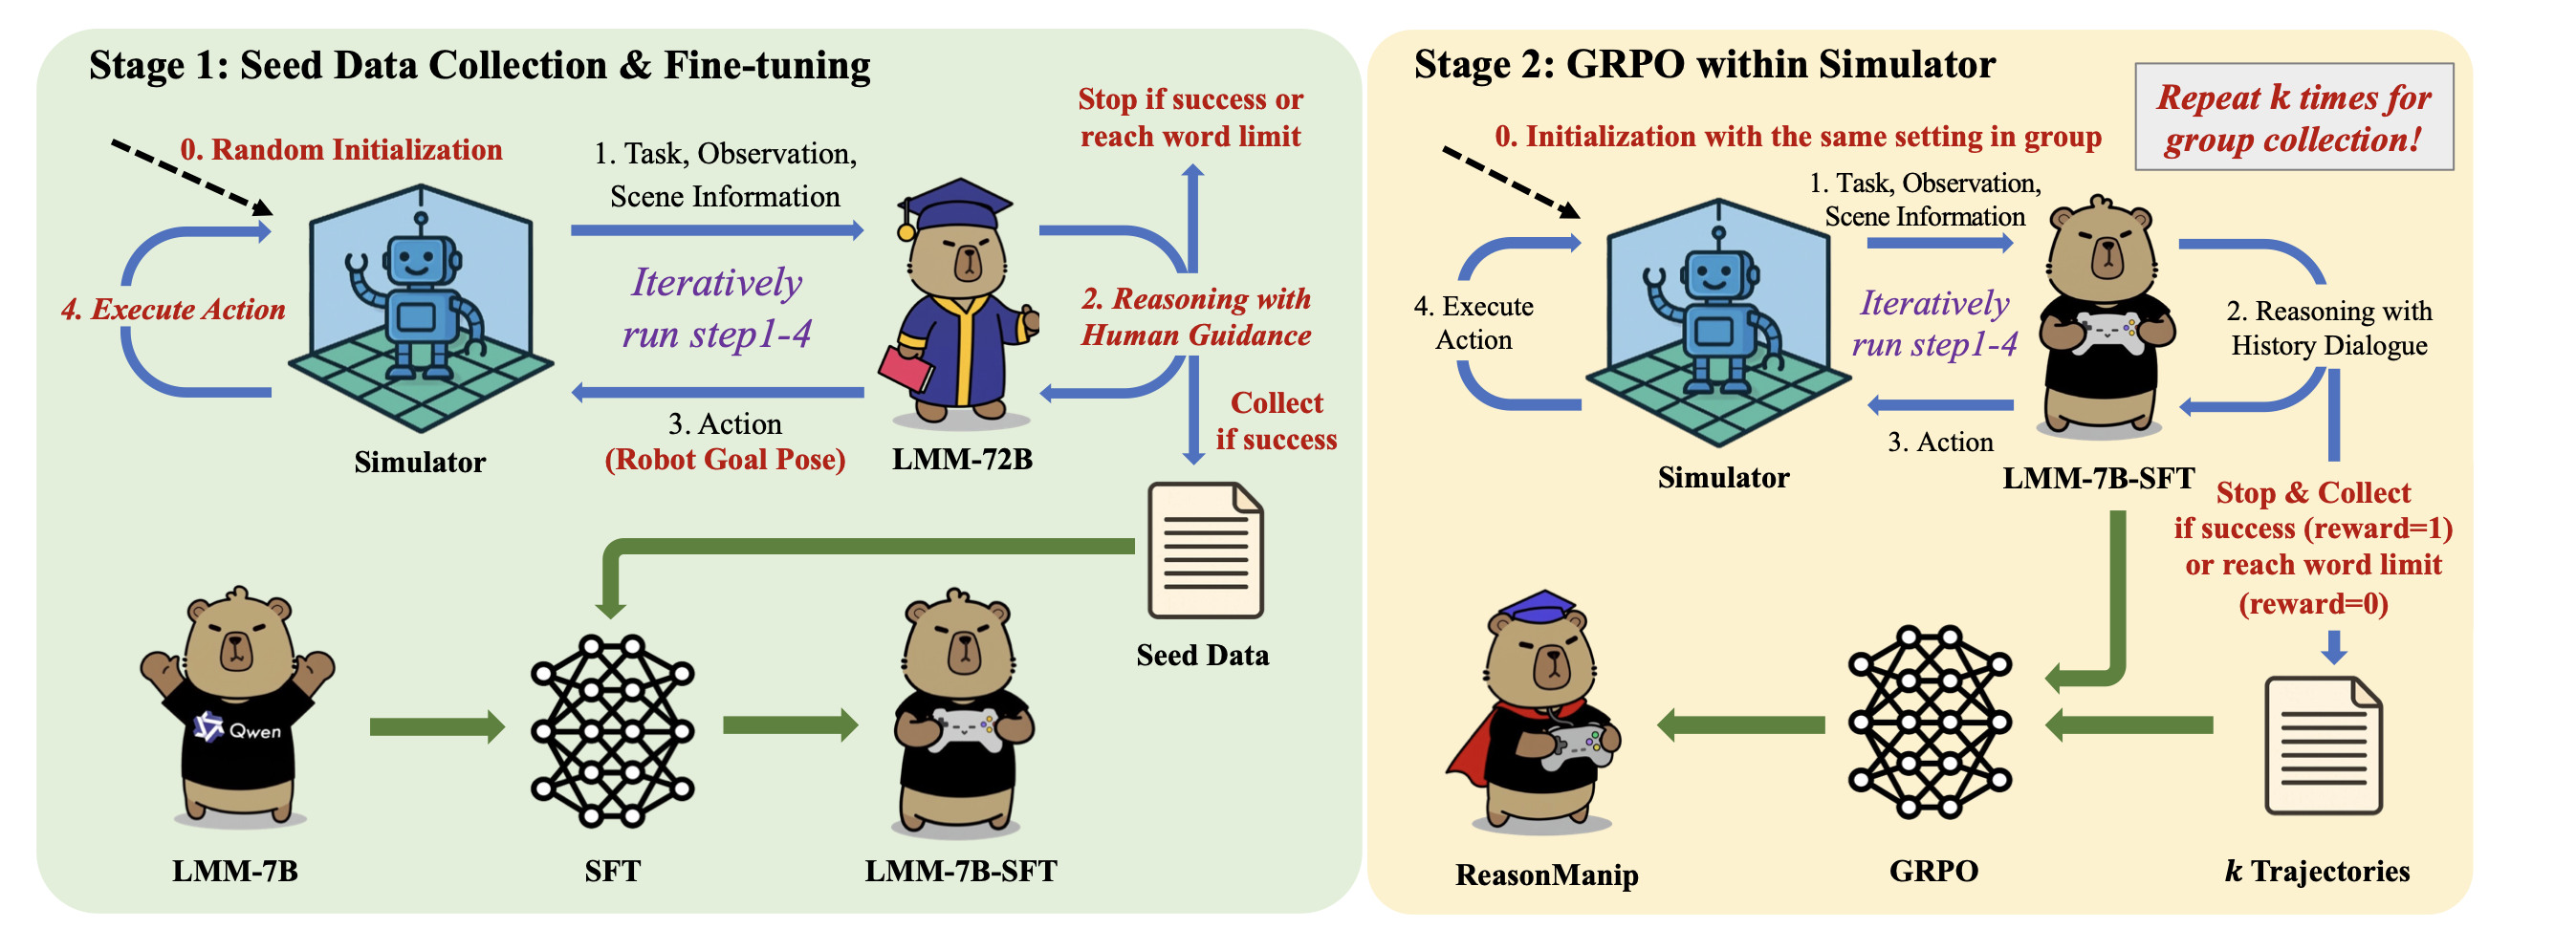 Stage 1: Seed Data Collection & Fine-tuning
0. Random Initialization
1. Task, Observation,
Scene Information
Stop if success or
reach word limit
4. Execute Action
Iteratively
run step1-4
2. Reasoning with
Human Guidance
3. Action
(Robot Goal Pose)
Collect
if success
Simulator
LMM-72B
Seed Data
Qwen
LMM-7B
SFT
LMM-7B-SFT
Stage 2: GRPO within Simulator
Repeat k times for
group collection!
0. Initialization with the same setting in group
1. Task, Observation,
Scene Information
4. Execute
Action
Iteratively
run step1-4
2. Reasoning with
History Dialogue
3. Action
Simulator
LMM-7B-SFT
Stop & Collect
if success (reward=1)
or reach word limit
(reward=0)
ReasonManip
GRPO
k Trajectories